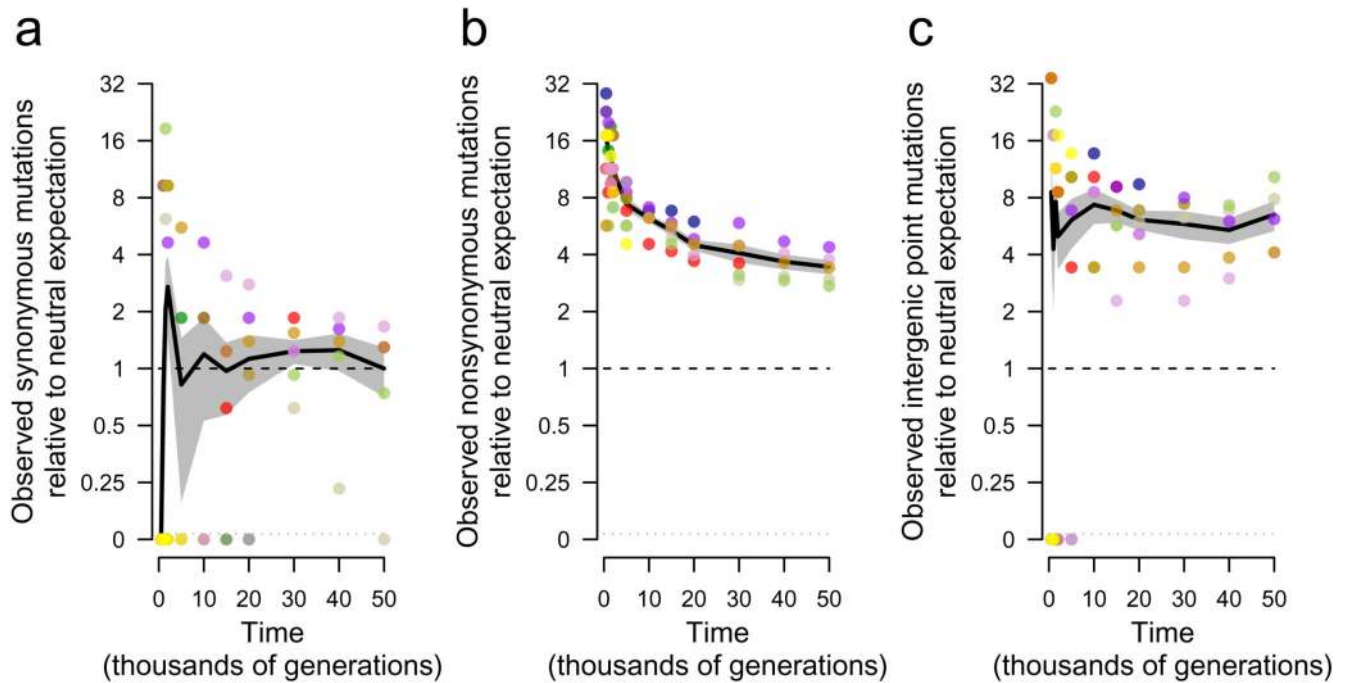 a
Observed synonymous mutations
relative to neutral expectation
32
16
8
4
2
1
0.5
0.25
0
0 10 20 30 40 50
Time
(thousands of generations)
b
Observed nonsynonymous mutations
relative to neutral expectation
32
16
8
4
2
1
0.5
0.25
0
0 10 20 30 40 50
Time
(thousands of generations)
c
Observed intergenic point mutations
relative to neutral expectation
32
16
8
4
2
1
0.5
0.25
0
0 10 20 30 40 50
Time
(thousands of generations)